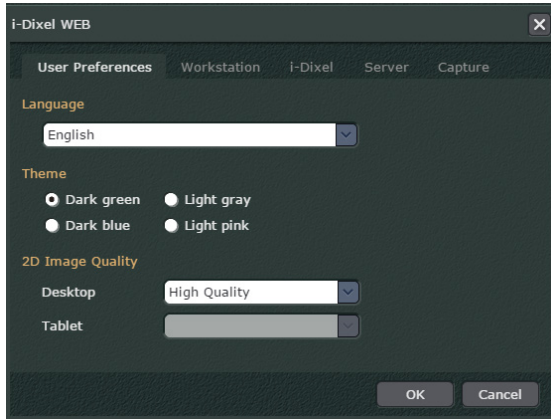 i-Dixel WEB
User Preferences Workstation i-Dixel Server Capture
Language
English
Theme
Dark green Light gray
Dark blue Light pink
2D Image Quality
Desktop High Quality
Tablet
OK Cancel